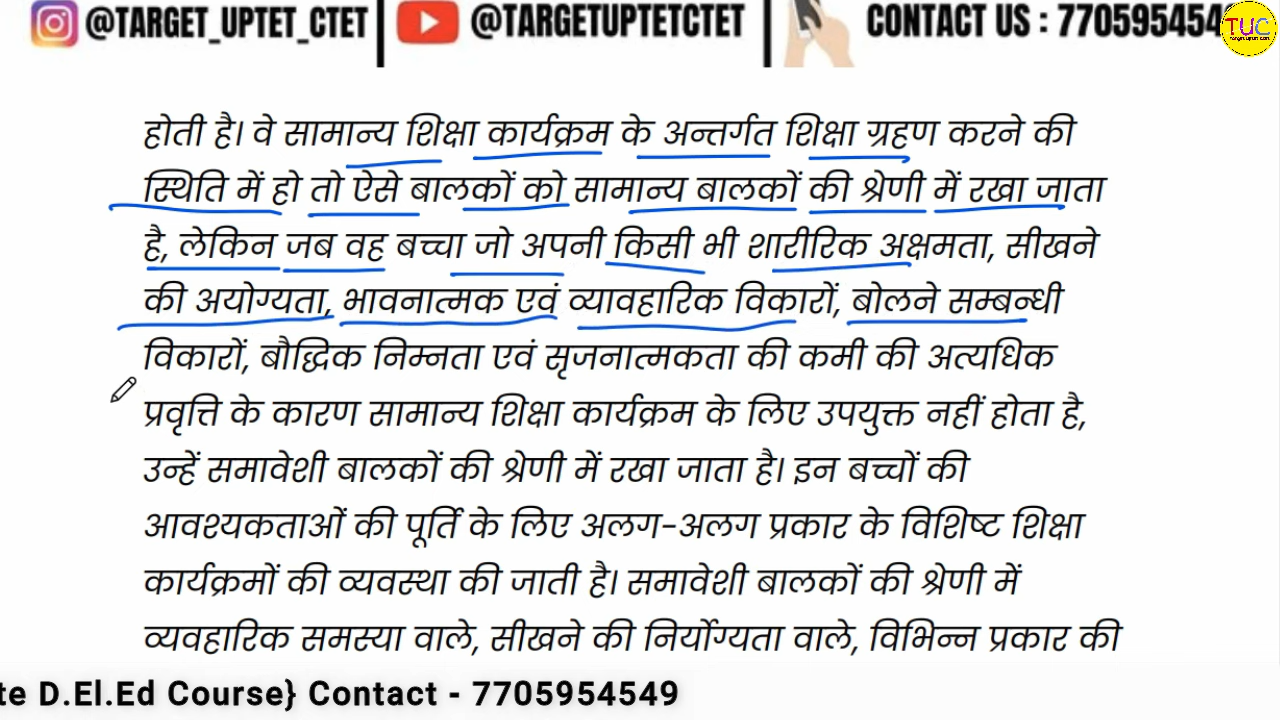 @TARGET_UPTET_CTET @TARGETUPTETCTET CONTACT US : 770595454
TUC
होती है। वे सामान्य शिक्षा कार्यक्रम के अन्तर्गत शिक्षा ग्रहण करने की
स्थिति में हो तो ऐसे बालकों को सामान्य बालकों की श्रेणी में रखा जाता
है, लेकिन जब वह बच्चा जो अपनी किसी भी शारीरिक अक्षमता, सीखने
की अयोग्यता, भावनात्मक एवं व्यावहारिक विकारों, बोलने सम्बन्धी
विकारों, बौद्धिक निम्नता एवं सृजनात्मकता की कमी की अत्यधिक
प्रवृत्ति के कारण सामान्य शिक्षा कार्यक्रम के लिए उपयुक्त नहीं होता है,
उन्हें समावेशी बालकों की श्रेणी में रखा जाता है। इन बच्चों की
आवश्यकताओं की पूर्ति के लिए अलग-अलग प्रकार के विशिष्ट शिक्षा
कार्यक्रमों की व्यवस्था की जाती है। समावेशी बालकों की श्रेणी में
व्यवहारिक समस्या वाले, सीखने की निर्योग्यता वाले, विभिन्न प्रकार की
te D.El.Ed Course} Contact - 7705954549